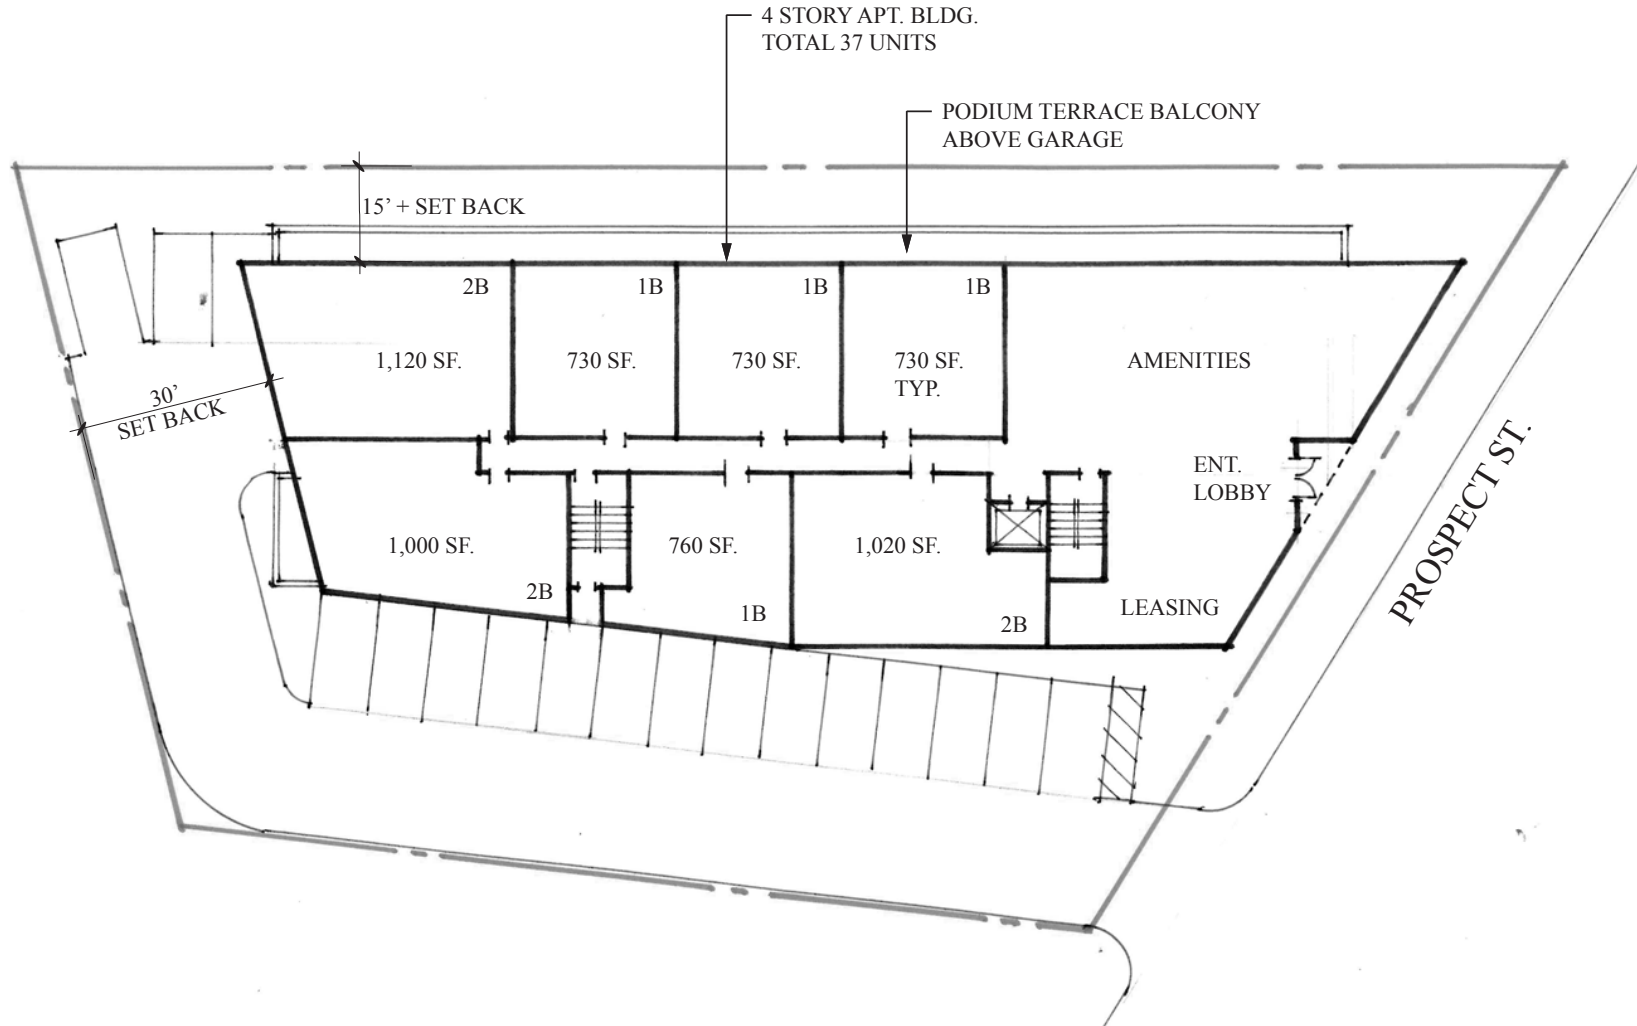 4 STORY APT. BLDG.
TOTAL 37 UNITS
PODIUM TERRACE BALCONY
ABOVE GARAGE
15’ + SET BACK
2B
1B
1B
1B
1,120 SF.
730 SF.
730 SF.
730 SF.
TYP.
AMENITIES
30’
SET BACK
ENT.
LOBBY
PROSPECT ST.
1,000 SF.
760 SF.
1,020 SF.
2B
1B
2B
LEASING